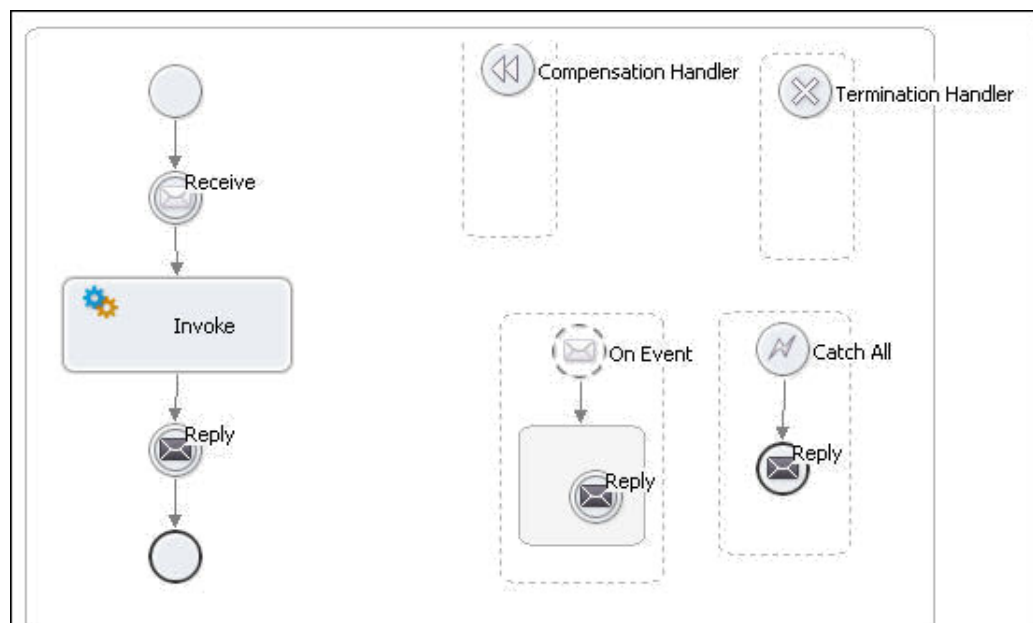 Compensation Handler
Termination Handler
Receive
Invoke
On Event
Catch All
Reply
Reply
Reply